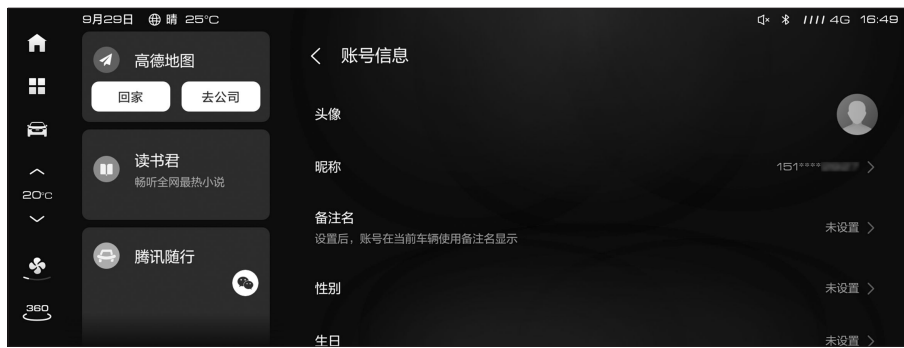 9月29日 晴 25°C
4G 16:49
20°C
360
高德地图
回家 去公司
读书君
畅听全网最热小说
腾讯随行
账号信息
头像
昵称 151****
备注名
设置后，账号在当前车辆使用备注名显示
未设置
性别 未设置
生日 未设置